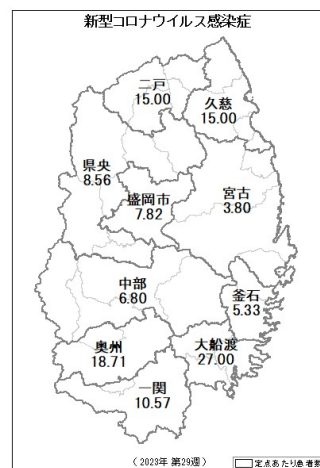 新型コロナウイルス感染症
二戸
15.00
久慈
15.00
県央
8.56
盛岡市
7.82
宮古
3.80
中部
6.80
釜石
5.33
奥州
18.71
大船渡
27.00
一関
10.57
（2023年 第29週）
定点あたり患者数